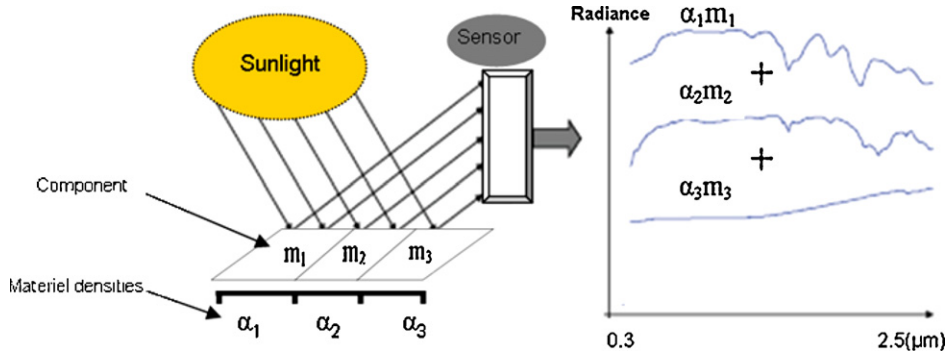 Sunlight
Sensor
Component
m₁ m₂ m₃
Materiel densities
α₁ α₂ α₃
Radiance
α₁m₁
+
α₂m₂
+
α₃m₃
0.3 2.5(μm)